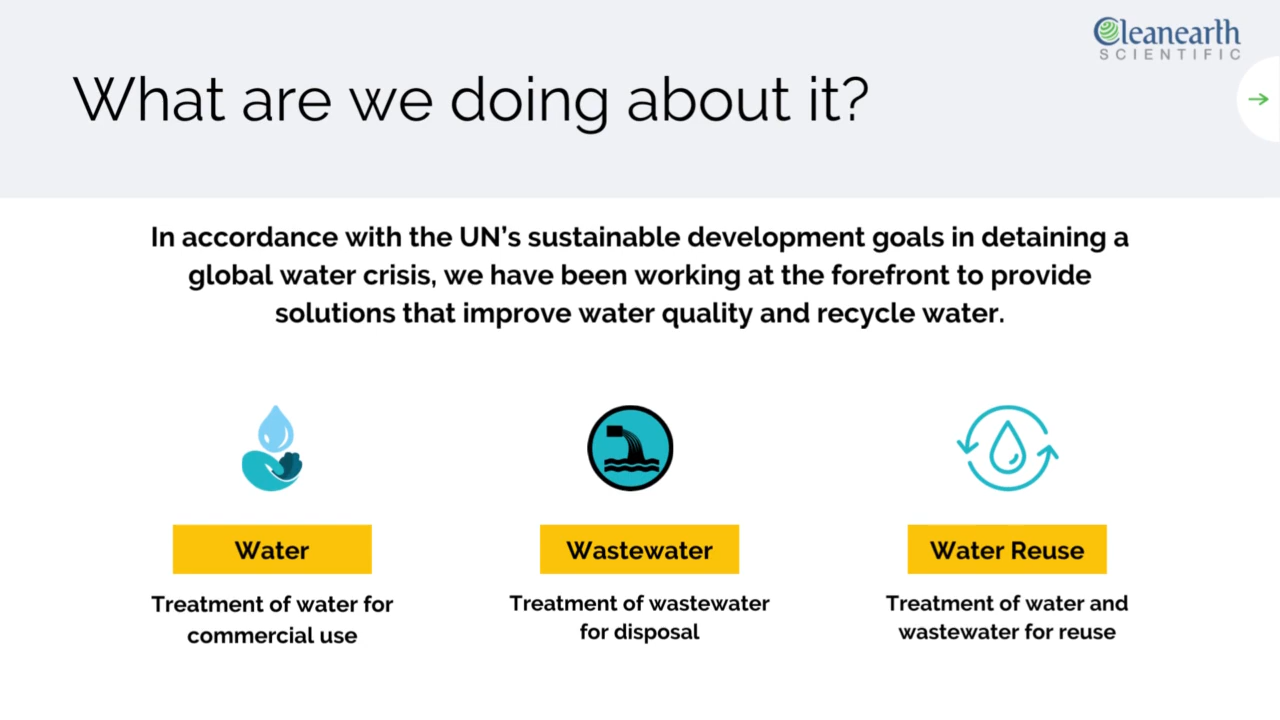 Cleanearth
SCIENTIFIC
What are we doing about it?
In accordance with the UN's sustainable development goals in detaining a
global water crisis, we have been working at the forefront to provide
solutions that improve water quality and recycle water.
Water
Treatment of water for
commercial use
Wastewater
Treatment of wastewater
for disposal
Water Reuse
Treatment of water and
wastewater for reuse